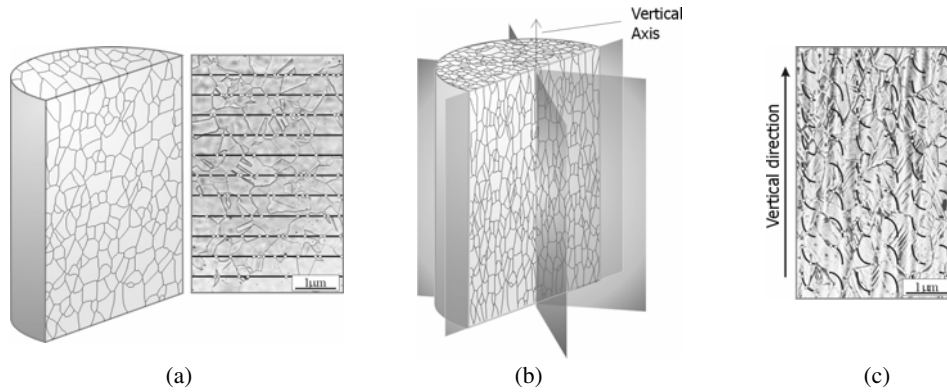 Vertical
Axis
Vertical direction
1µm
1µm
(a)
(b)
(c)